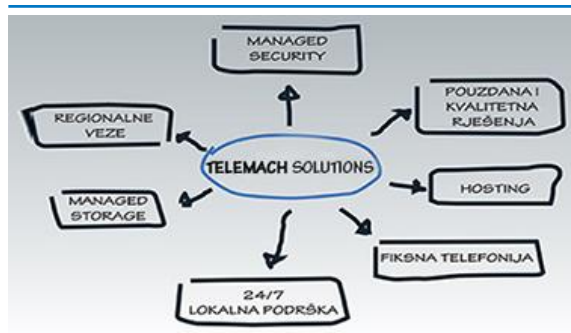 MANAGED
SECURITY
POUZDANA I
KVALITETNA
RJEŠENJA
REGIONALNE
VEZE
TELEMACH SOLUTIONS
HOSTING
MANAGED
STORAGE
FIKSNA TELEFONIJA
24/7
LOKALNA PODRŠKA